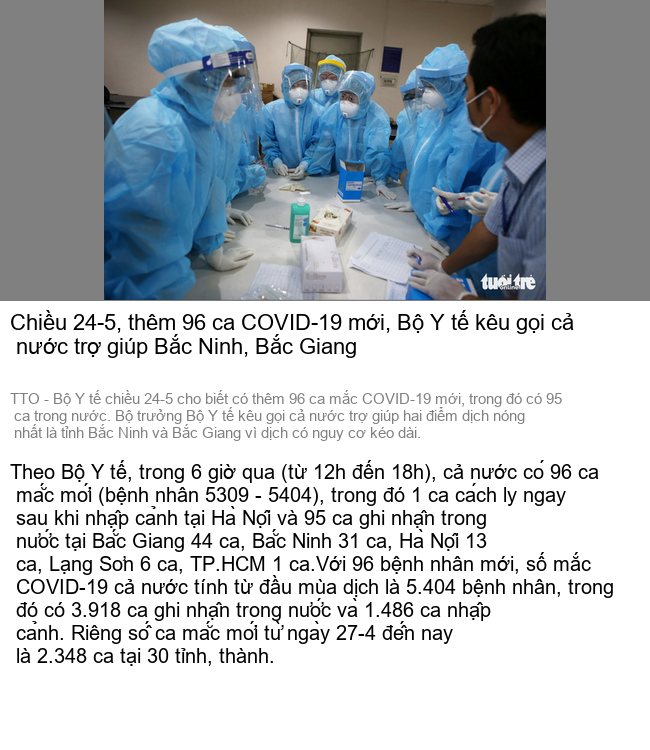 tuổi trẻ
online
Chiều 24-5, thêm 96 ca COVID-19 mới, Bộ Y tế kêu gọi cả
nước trợ giúp Bắc Ninh, Bắc Giang
TTO - Bộ Y tế chiều 24-5 cho biết có thêm 96 ca mắc COVID-19 mới, trong đó có 95
ca trong nước. Bộ trưởng Bộ Y tế kêu gọi cả nước trợ giúp hai điểm dịch nóng
nhất là tỉnh Bắc Ninh và Bắc Giang vì dịch có nguy cơ kéo dài.
Theo Bộ Y tế, trong 6 giờ qua (từ 12h đến 18h), cả nước có 96 ca
mắc mới (bệnh nhân 5309 - 5404), trong đó 1 ca cách ly ngay
sau khi nhập cảnh tại Hà Nội và 95 ca ghi nhận trong
nước tại Bắc Giang 44 ca, Bắc Ninh 31 ca, Hà Nội 13
ca, Lạng Sơn 6 ca, TP.HCM 1 ca.Với 96 bệnh nhân mới, số mắc
COVID-19 cả nước tính từ đầu mùa dịch là 5.404 bệnh nhân, trong
đó có 3.918 ca ghi nhận trong nước và 1.486 ca nhập
cảnh. Riêng số ca mắc mới từ ngày 27-4 đến nay
là 2.348 ca tại 30 tỉnh, thành.